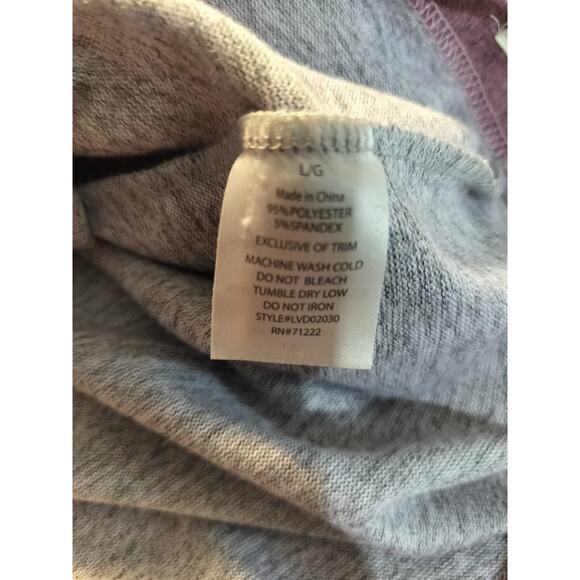 L/G
Made in China
95%POLYESTER
5%SPANDEX
EXCLUSIVE OF TRIM
MACHINE WASH COLD
DO NOT BLEACH
TUMBLE DRY LOW
DO NOT IRON
STYLE#LVD02030
RN#71222